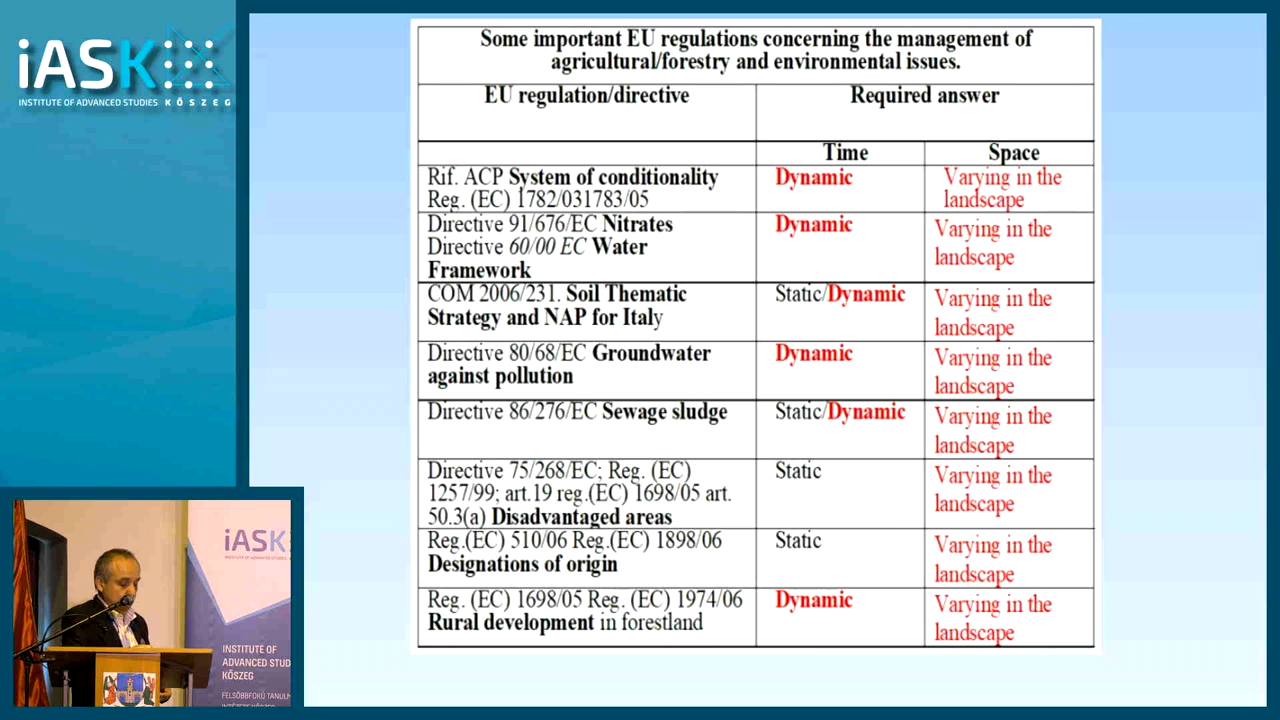 iASK
INSTITUTE OF ADVANCED STUDIES KŐSZEG
Some important EU regulations concerning the management of
agricultural/forestry and environmental issues.
EU regulation/directive
Required answer
Time
Space
Rif. ACP System of conditionality
Reg. (EC) 1782/031783/05
Dynamic
Varying in the
landscape
Directive 91/676/EC Nitrates
Directive 60/00 EC Water
Framework
Dynamic
Varying in the
landscape
COM 2006/231. Soil Thematic
Strategy and NAP for Italy
Static/Dynamic
Varying in the
landscape
Directive 80/68/EC Groundwater
against pollution
Dynamic
Varying in the
landscape
Directive 86/276/EC Sewage sludge
Static/Dynamic
Varying in the
landscape
Directive 75/268/EC; Reg. (EC)
1257/99; art.19 reg.(EC) 1698/05 art.
50.3(a) Disadvantaged areas
Static
Varying in the
landscape
Reg.(EC) 510/06 Reg.(EC) 1898/06
Designations of origin
Static
Varying in the
landscape
Reg. (EC) 1698/05 Reg. (EC) 1974/06
Rural development in forestland
Dynamic
Varying in the
landscape
iASK
INSTITUTE OF
ADVANCED STUD
KŐSZEG